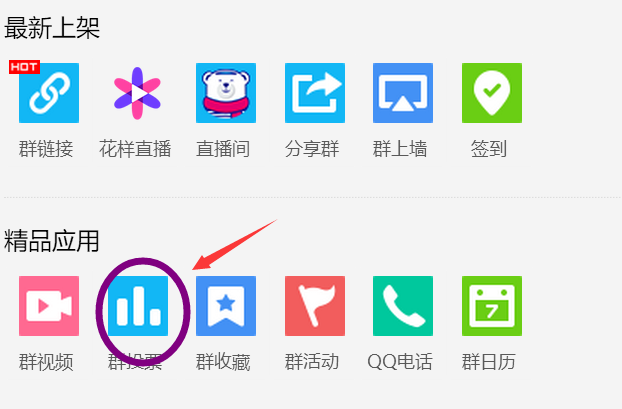 最新上架
HOT
群链接 花样直播 直播间 分享群 群上墙 签到
精品应用
7
群视频 群投票 群收藏 群活动 QQ电话 群日历